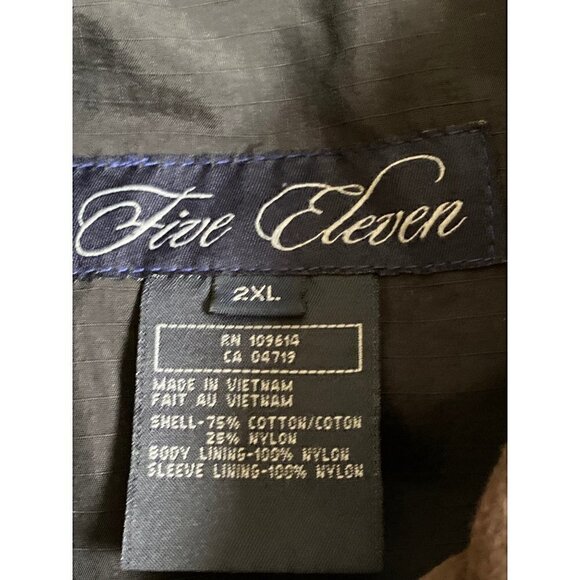 Five Eleven
2XL
RN 109614
CA 04719
MADE IN VIETNAM
FAIT AU VIETNAM
SHELL-75% COTTON/COTON
25% NYLON
BODY LINING-100% NYLON
SLEEVE LINING-100% NYLON